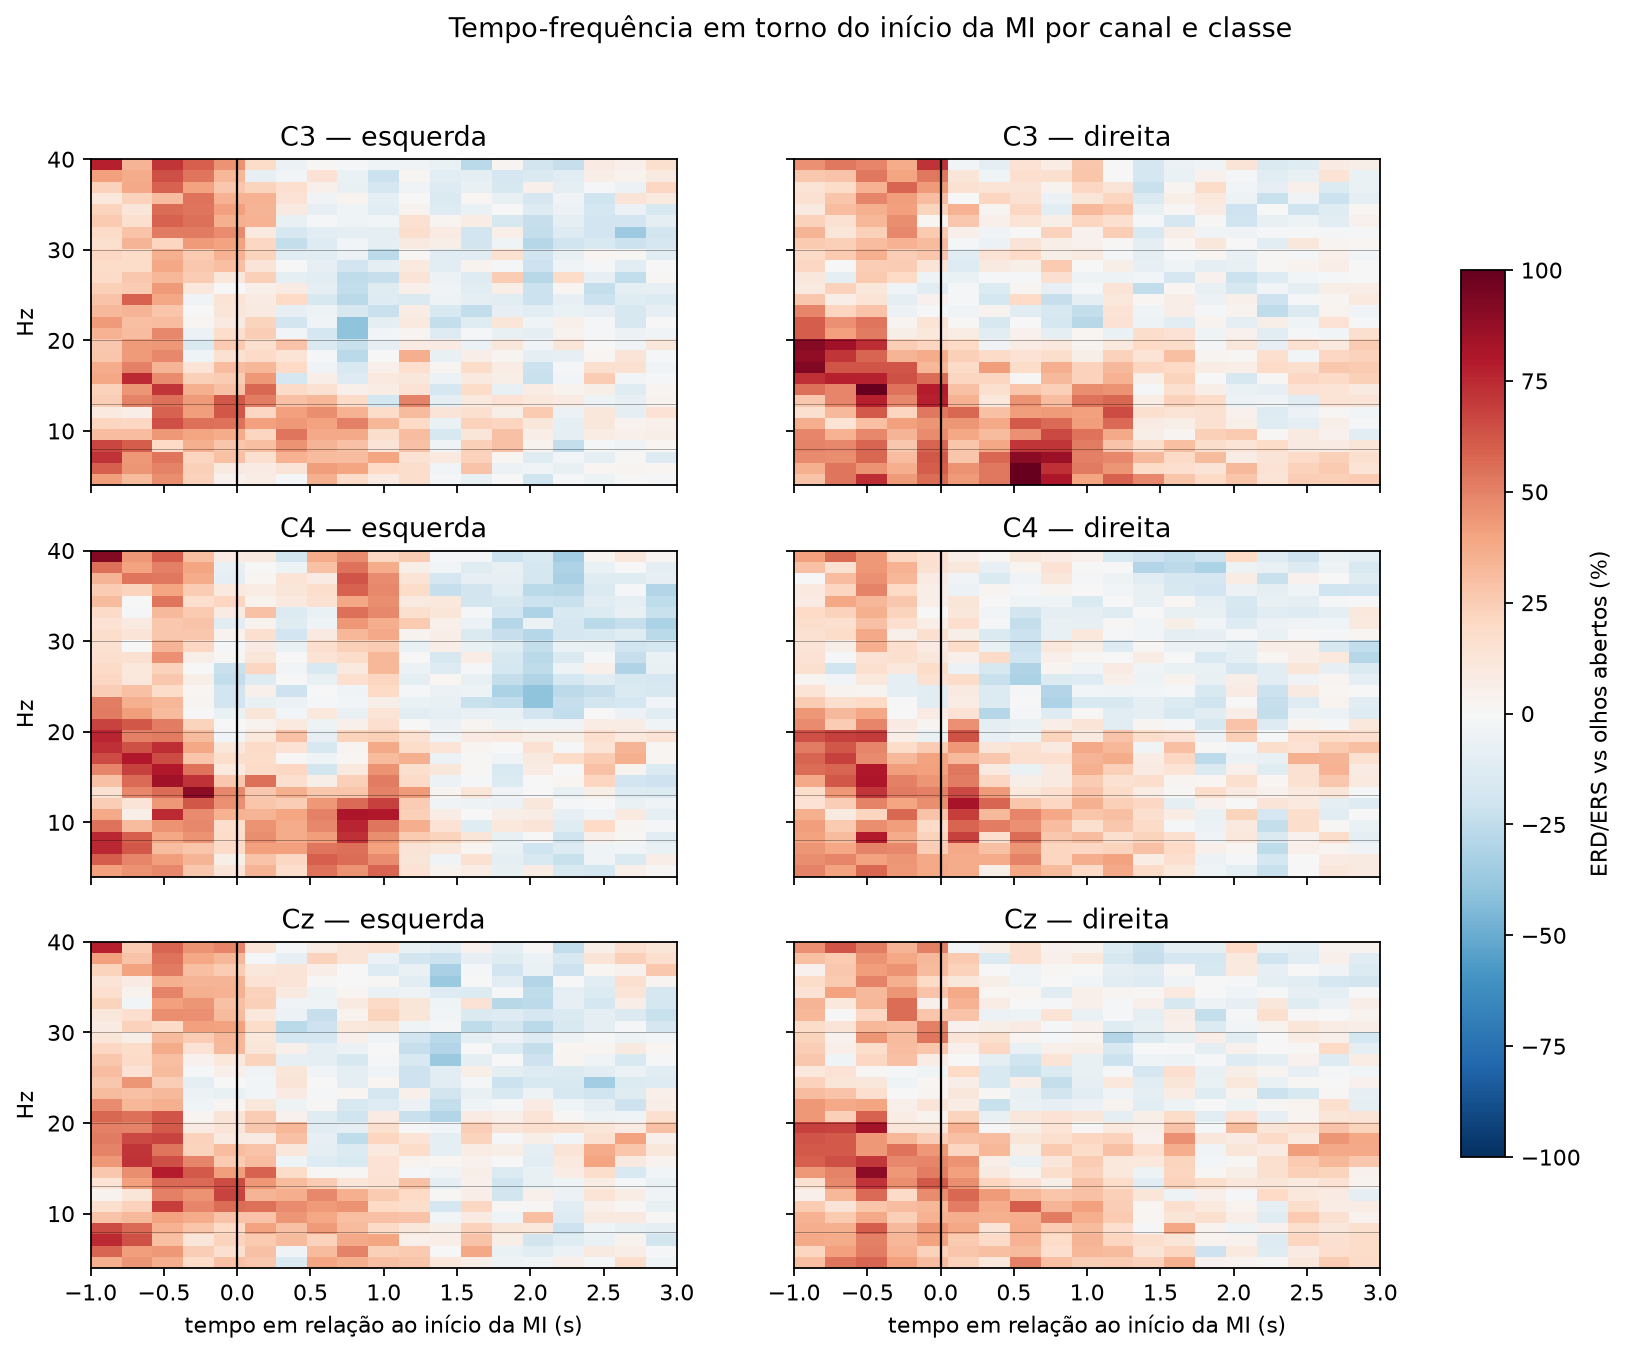 Tempo-frequência em torno do início da MI por canal e classe
C3 — esquerda
C3 — direita
40
30
20
10
Hz
C4 — esquerda
C4 — direita
40
30
20
10
Hz
Cz — esquerda
Cz — direita
40
30
20
10
Hz
−1.0 −0.5 0.0 0.5 1.0 1.5 2.0 2.5 3.0
−1.0 −0.5 0.0 0.5 1.0 1.5 2.0 2.5 3.0
tempo em relação ao início da MI (s)
tempo em relação ao início da MI (s)
100
75
50
25
0
−25
−50
−75
−100
ERD/ERS vs olhos abertos (%)